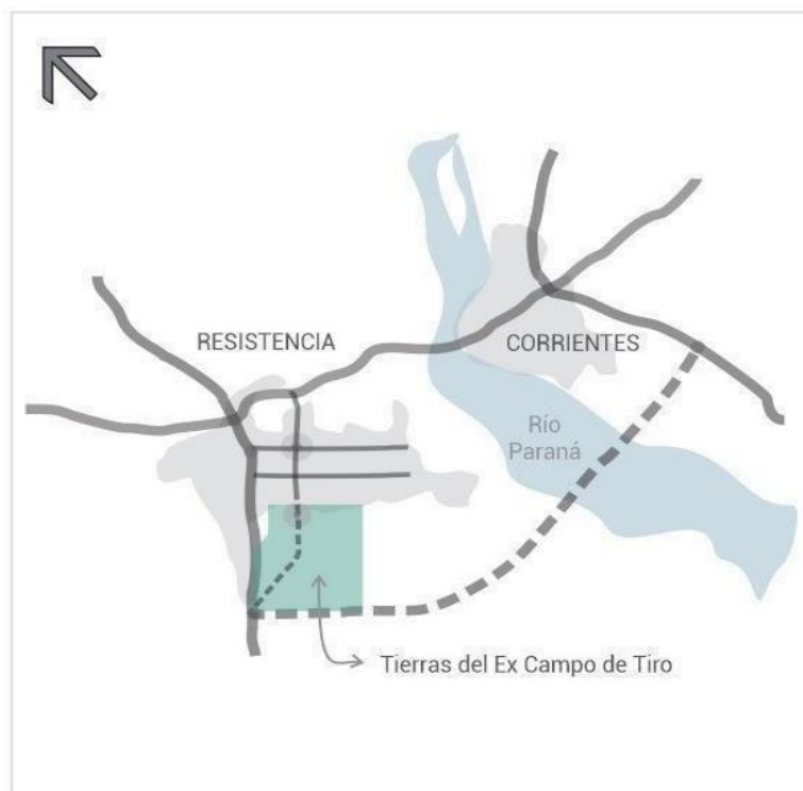 RESISTENCIA
CORRIENTES
Río
Paraná
Tierras del Ex Campo de Tiro